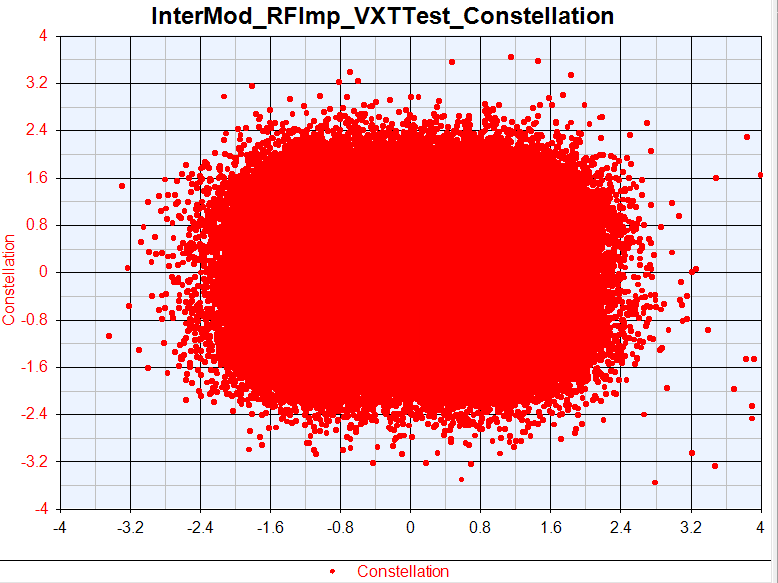 InterMod_RFImp_VXTTest_Constellation
4
3.2
2.4
1.6
0.8
0
-0.8
-1.6
-2.4
-3.2
-4
Constellation
-4 -3.2 -2.4 -1.6 -0.8 0 0.8 1.6 2.4 3.2 4
Constellation